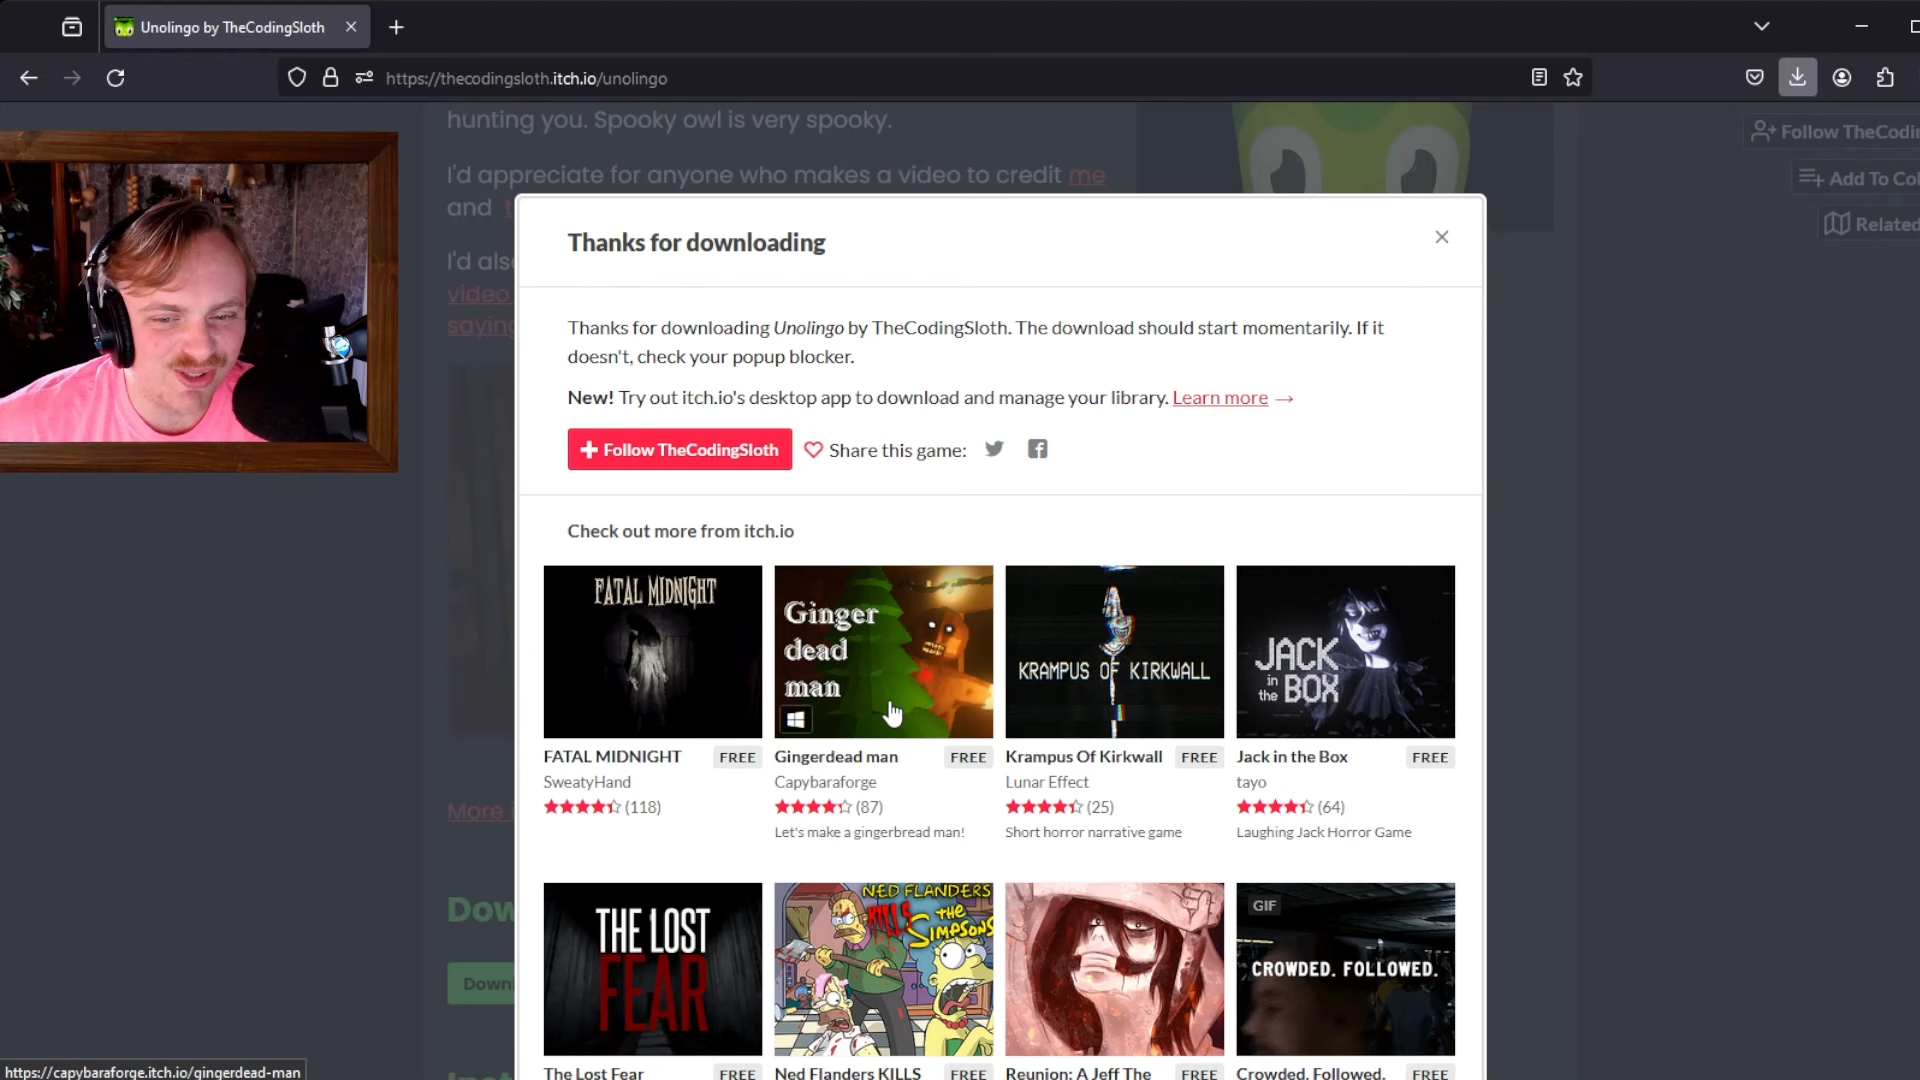 Unolingo by TheCodingSloth
https://thecodingsloth.itch.io/unolingo
hunting you. Spooky owl is very spooky.
I'd appreciate for anyone who makes a video to credit me
and
I'd also
video
saying
Follow TheCodin
Add To Col
Related
Thanks for downloading
Thanks for downloading Unolingo by TheCodingSloth. The download should start momentarily. If it
doesn't, check your popup blocker.
New! Try out itch.io's desktop app to download and manage your library. Learn more →
Follow TheCodingSloth
Share this game:
Check out more from itch.io
FATAL MIDNIGHT
Ginger
dead
man
KRAMPUS OF KIRKWALL
JACK
in
the
BOX
FATAL MIDNIGHT FREE
SweatyHand
(118)
Gingerdead man FREE
Capybaraforge
(87)
Let's make a gingerbread man!
Krampus Of Kirkwall FREE
Lunar Effect
(25)
Short horror narrative game
Jack in the Box FREE
tayo
(64)
Laughing Jack Horror Game
More i
Dow
Downl
THE LOST
FEAR
NED FLANDERS
KILLS THE
SIMPSONS
GIF
CROWDED. FOLLOWED.
The Lost Fear FREE
Ned Flanders KILLS FREE
Reunion: A Jeff The FREE
Crowded. Followed. FREE
https://capybaraforge.itch.io/gingerdead-man